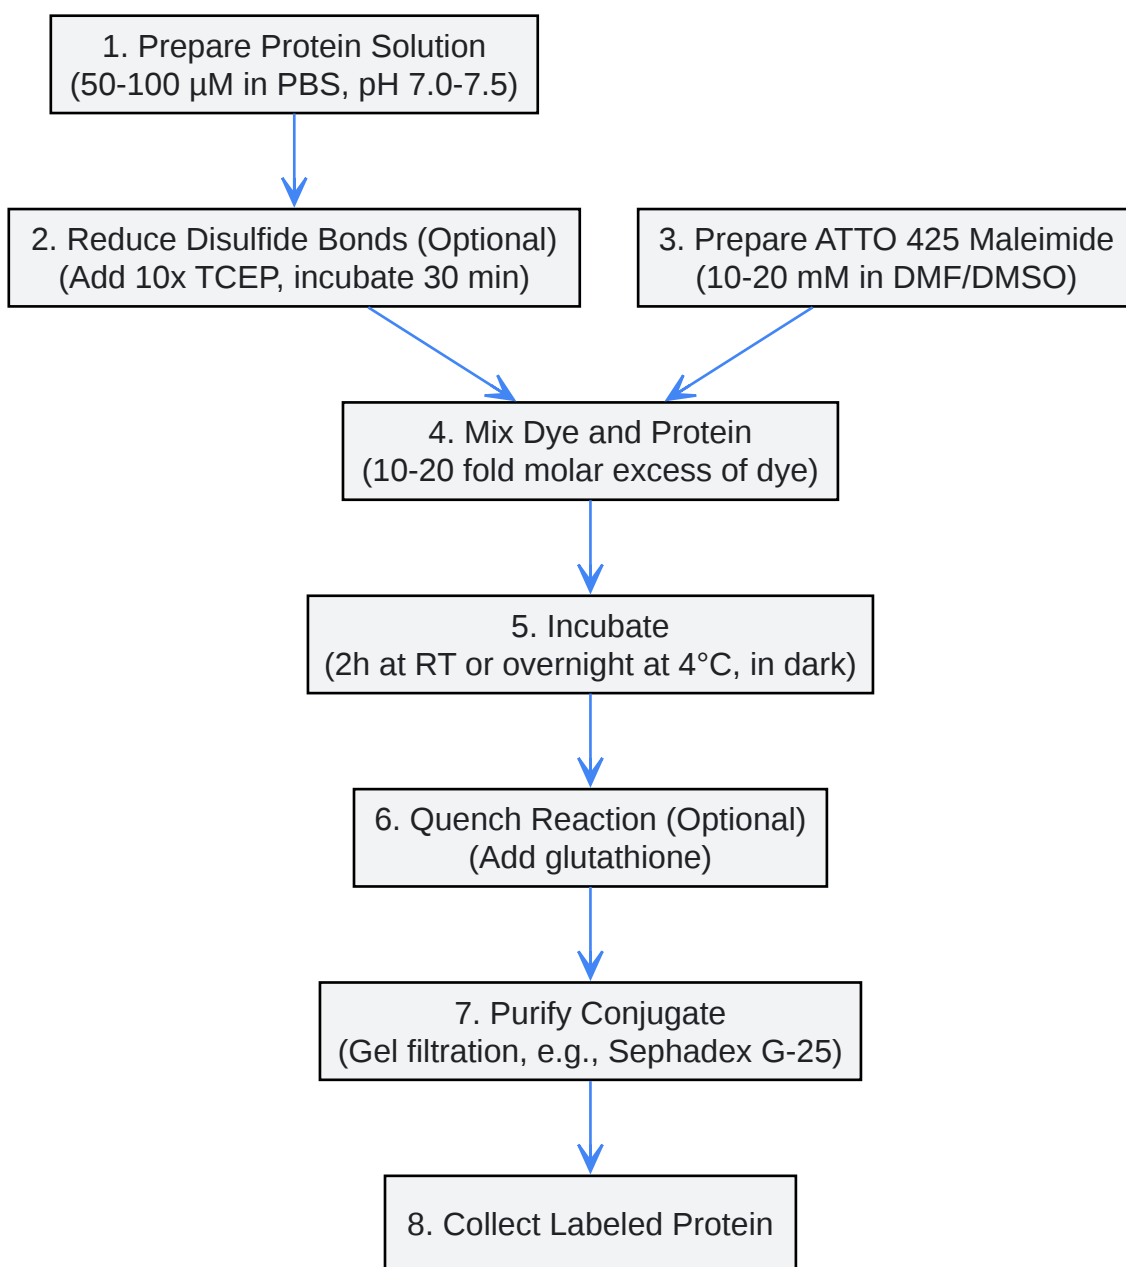 1. Prepare Protein Solution
(50-100 µM in PBS, pH 7.0-7.5)
2. Reduce Disulfide Bonds (Optional)
(Add 10x TCEP, incubate 30 min)
3. Prepare ATTO 425 Maleimide
(10-20 mM in DMF/DMSO)
4. Mix Dye and Protein
(10-20 fold molar excess of dye)
5. Incubate
(2h at RT or overnight at 4°C, in dark)
6. Quench Reaction (Optional)
(Add glutathione)
7. Purify Conjugate
(Gel filtration, e.g., Sephadex G-25)
8. Collect Labeled Protein